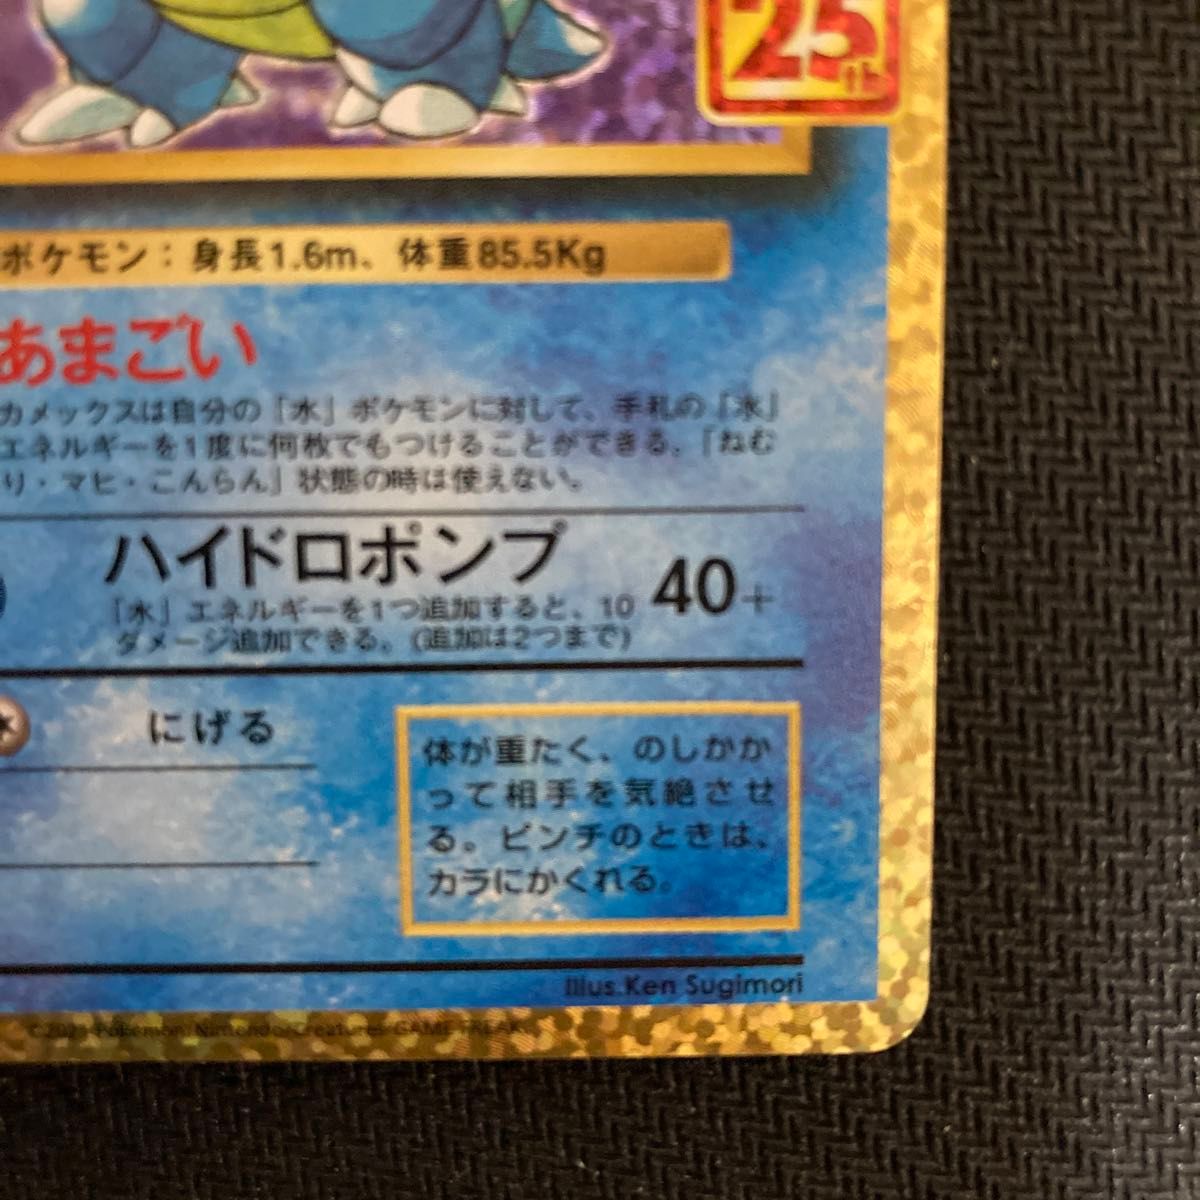 25
th
ポケモン：身長1.6m、体重85.5Kg
あまごい
カメックスは自分の「水」ポケモンに対して、手札の「水」
エネルギーを1度に何枚でもつけることができる。「ねむ
り・マヒ・こんらん」状態の時は使えない。
ハイドロポンプ 40+
「水」エネルギーを1つ追加すると、10
ダメージ追加できる。(追加は2つまで)
にげる
体が重たく、のしかか
って相手を気絶させ
る。ピンチのときは、
カラにかくれる。
Illus.Ken Sugimori
Pokémon. Nintendo/Creatures/GAME FREAK.